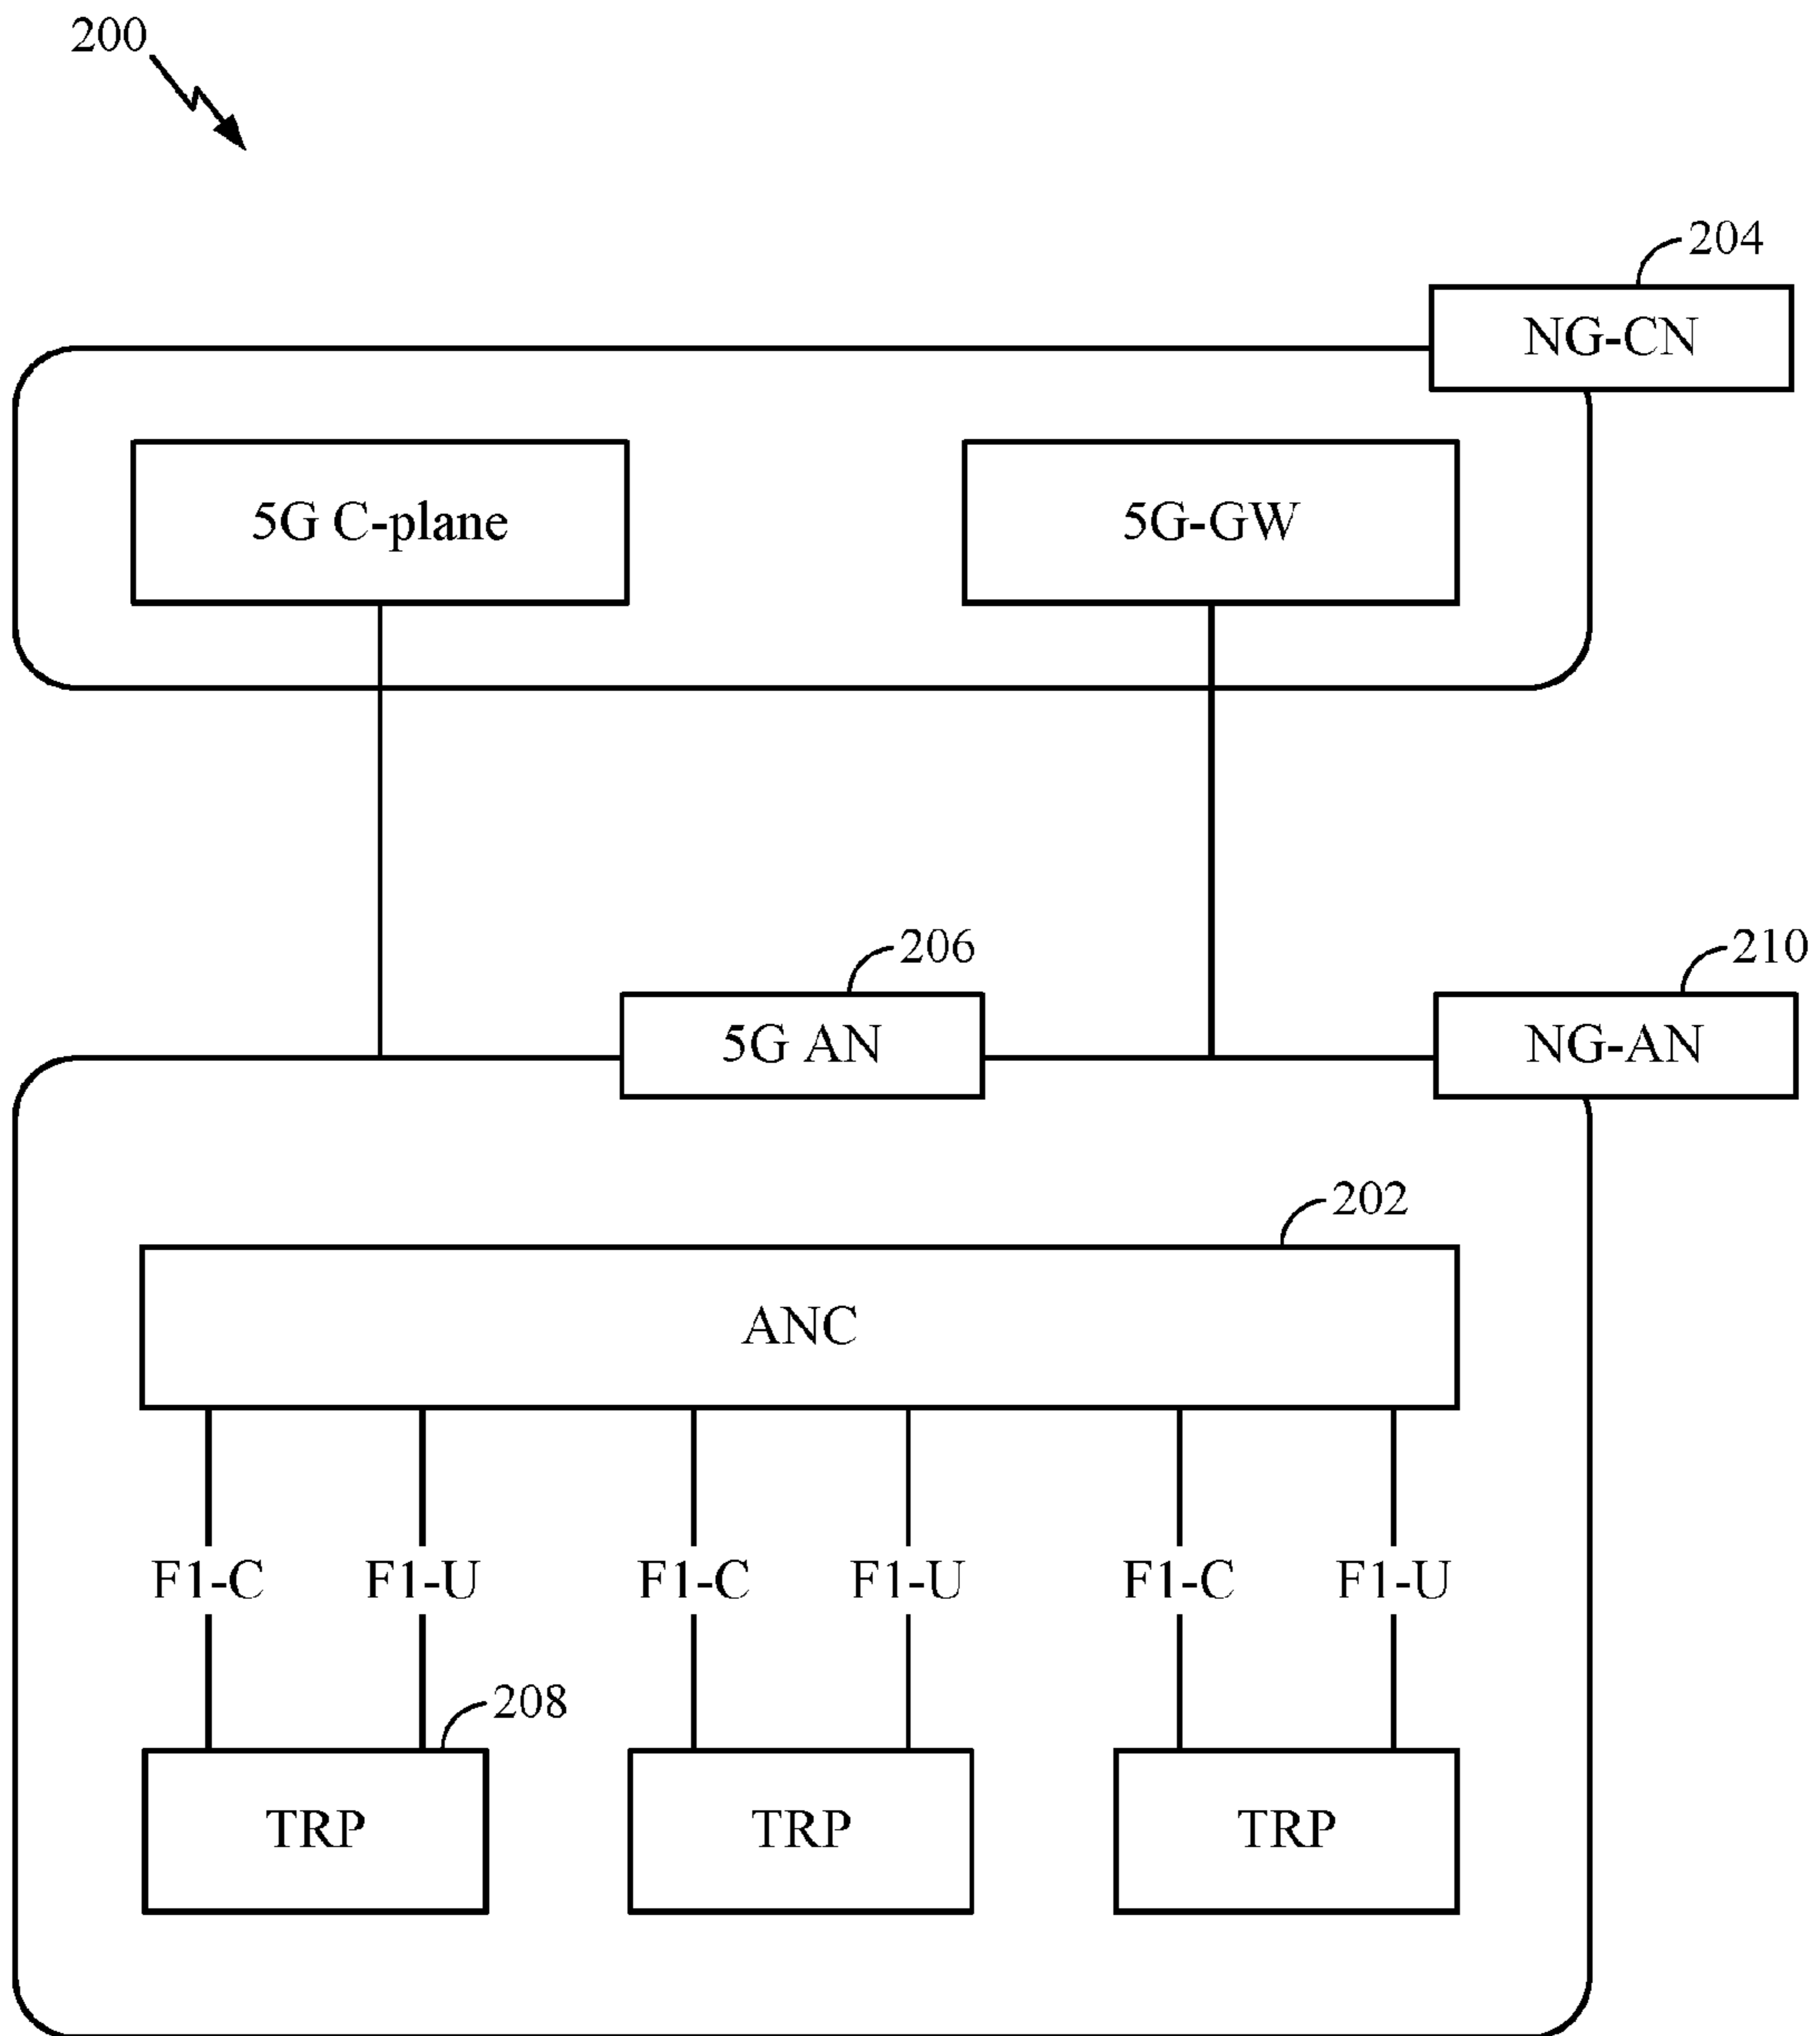 200
204
NG-CN
5G C-plane
5G-GW
206
210
5G AN
NG-AN
202
ANC
F1-C
F1-U
F1-C
F1-U
F1-C
F1-U
208
TRP
TRP
TRP